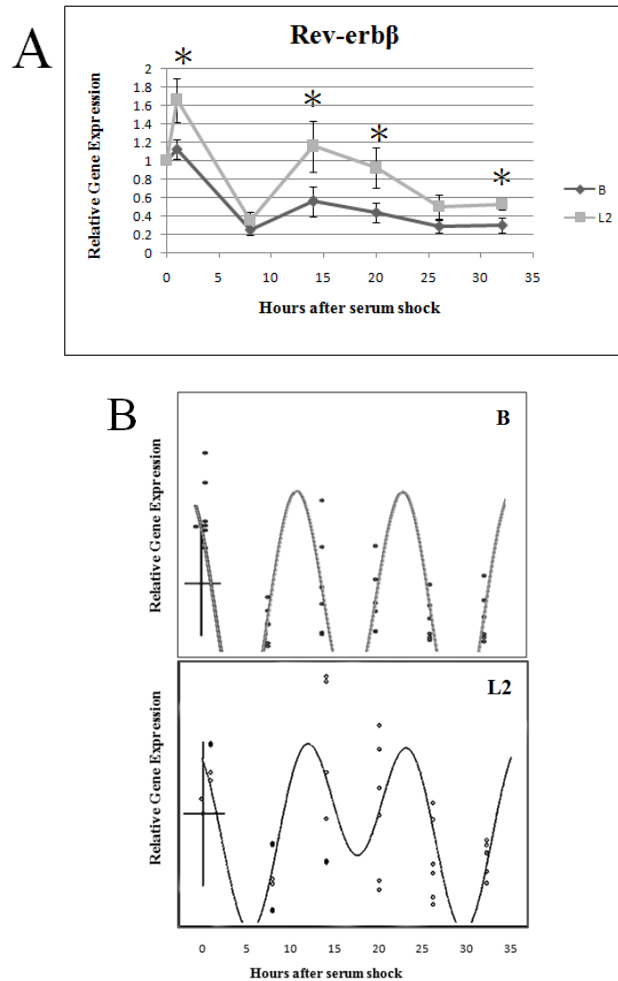 A
Rev-erbβ
Relative Gene Expression
2
1.8
1.6
1.4
1.2
1
0.8
0.6
0.4
0.2
0
* * * *
0 5 10 15 20 25 30 35
Hours after serum shock
B
L2
B
B
Relative Gene Expression
L2
Relative Gene Expression
0 5 10 15 20 25 30 35
Hours after serum shock